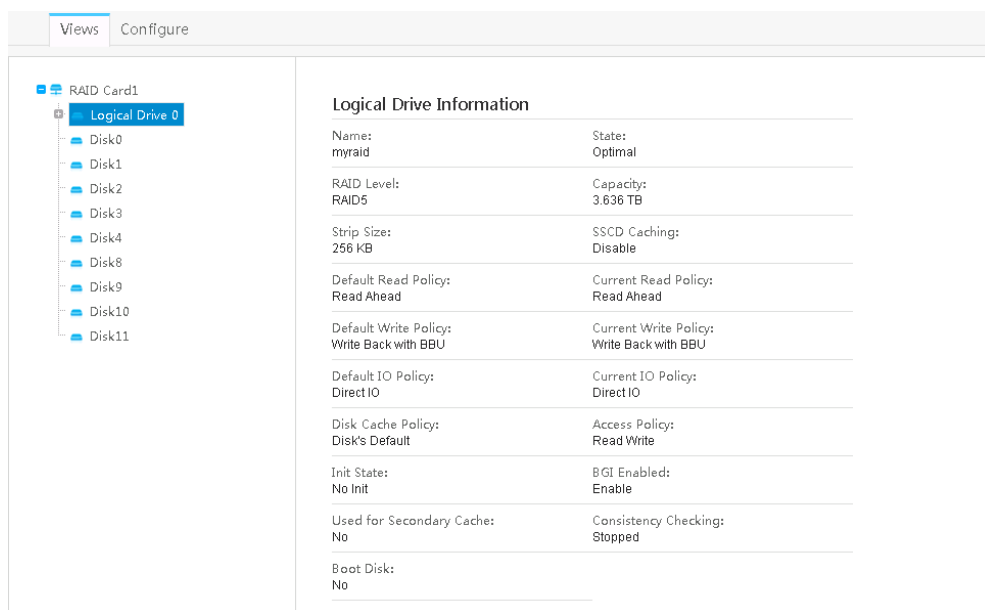 Views Configure
RAID Card1
Logical Drive 0
Disk0
Disk1
Disk2
Disk3
Disk4
Disk8
Disk9
Disk10
Disk11
Logical Drive Information
Name: State:
myraid Optimal
RAID Level: Capacity:
RAID5 3.636 TB
Strip Size: SSCD Caching:
256 KB Disable
Default Read Policy: Current Read Policy:
Read Ahead Read Ahead
Default Write Policy: Current Write Policy:
Write Back with BBU Write Back with BBU
Default IO Policy: Current IO Policy:
Direct IO Direct IO
Disk Cache Policy: Access Policy:
Disk's Default Read Write
Init State: BGI Enabled:
No Init Enable
Used for Secondary Cache: Consistency Checking:
No Stopped
Boot Disk:
No